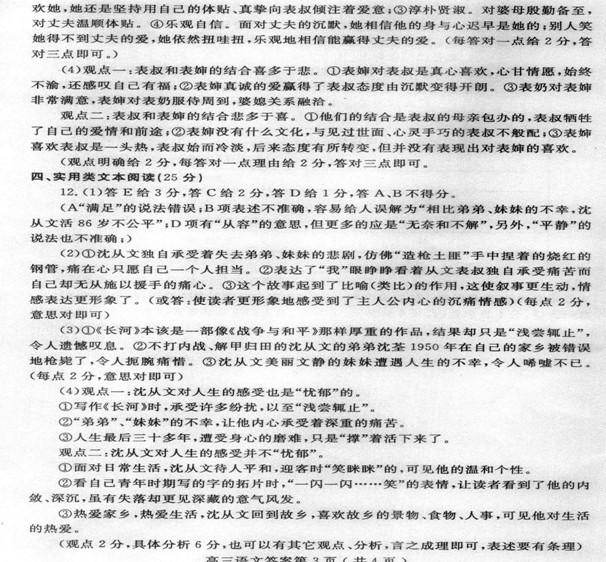 欢她,她还是坚持用自己的体贴、真挚向表叔倾注着爱意;③淳朴贤淑。对婆母殷勤备至,
对丈夫温顺体贴。④乐观自信。面对丈夫的沉默,她相信他的身与心迟早是她的;别人笑
她得不到丈夫的爱,她依然扭哇扭,乐观地相信能赢得丈夫的爱。(每答对一点给2分,答
对三点即可。)
(4)观点一:表叔和表婶的结合喜多于悲。①表婶对表叔是真心喜欢,心甘情愿,始终
不渝,还感叹自己有福;②表婶真诚的爱赢得了表叔态度由沉默变得开朗。③表奶对表婶
非常满意,表婶对表奶服待周到,婆媳关系融洽。
观点二:表叔和表婶的结合悲多于喜。①他们的结合是表叔的母亲包办的,表叔牺牲
了自己的爱情和前途;②表婶没有什么文化,与见过世面、心灵手巧的表叔不般配;③表婶
喜欢表叔是一头热,表叔始而冷淡,后来态度有所转变,但并没有表现出对表婶的喜欢。
(观点明确给2分,每答对一点理由给2分,答对三点即可。)
四、实用类文本阅读(25分)
12.(1)答E给3分,答C给2分,答D给1分,答A、B不得分。
(A“满足”的说法错误;B项表述不准确,容易给人误解为“相比弟弟、妹妹的不幸,沈
从文活86岁不公平”;D项有“从容”的意思,但更多的应是“无奈和不解”,另外,“平静”的
说法也不准确;)
(2)①沈从文独自承受着失去弟弟、妹妹的悲剧,仿佛“造枪土匪”手中捏着的烧红的
钢管,痛在心只愿自己一个人担当。②表达了“我”眼睁睁看着从文表叔独自承受痛苦而
自己却无从施以援手的痛心。③这个故事起到了比喻(类比)的作用,这使叙事更生动,情
感表达更形象了。(或答:使读者更形象地感受到了主人公内心的沉痛情感)(每点2分,
意思对即可)
(3)①《长河》本该是一部像《战争与和平》那样厚重的作品,结果却只是“浅尝辄止”,
令人遗憾叹息。②不打内战、解甲归田的沈从文的弟弟沈荃1950年在自己的家乡被错误
地枪毙了,令人扼腕痛惜。③沈从文美丽文静的妹妹遭遇人生的不幸,令人唏嘘不已。
(每点2分,意思对即可)
(4)观点一:沈从文对人生的感受也是“忧郁”的。
①写作《长河》时,承受许多纷扰,以至“浅尝辄止”。
②“弟弟”、“妹妹”的不幸,让他内心承受着深重的痛苦。
③人生最后三十多年,遭受身心的磨难,只是“撑”着活下来了。
观点二:沈从文对人生的感受并不“忧郁”。
①面对日常生活,沈从文待人平和,迎客时“笑眯眯”的,可见他的温和个性。
②看自己青年时期写的字的拓片时,“一闪一闪……笑”的表情,让读者看到了他的内
敛、深沉,虽有失落却更见深藏的意气风发。
③热爱家乡,热爱生活,沈从文回到故乡,喜欢故乡的景物、食物、人事,可见他对生活
的热爱。
(观点2分,具体分析6分,也可以有其它观点、分析,言之成理即可,表述要有条理)
高三语文答案第3页(共4页)